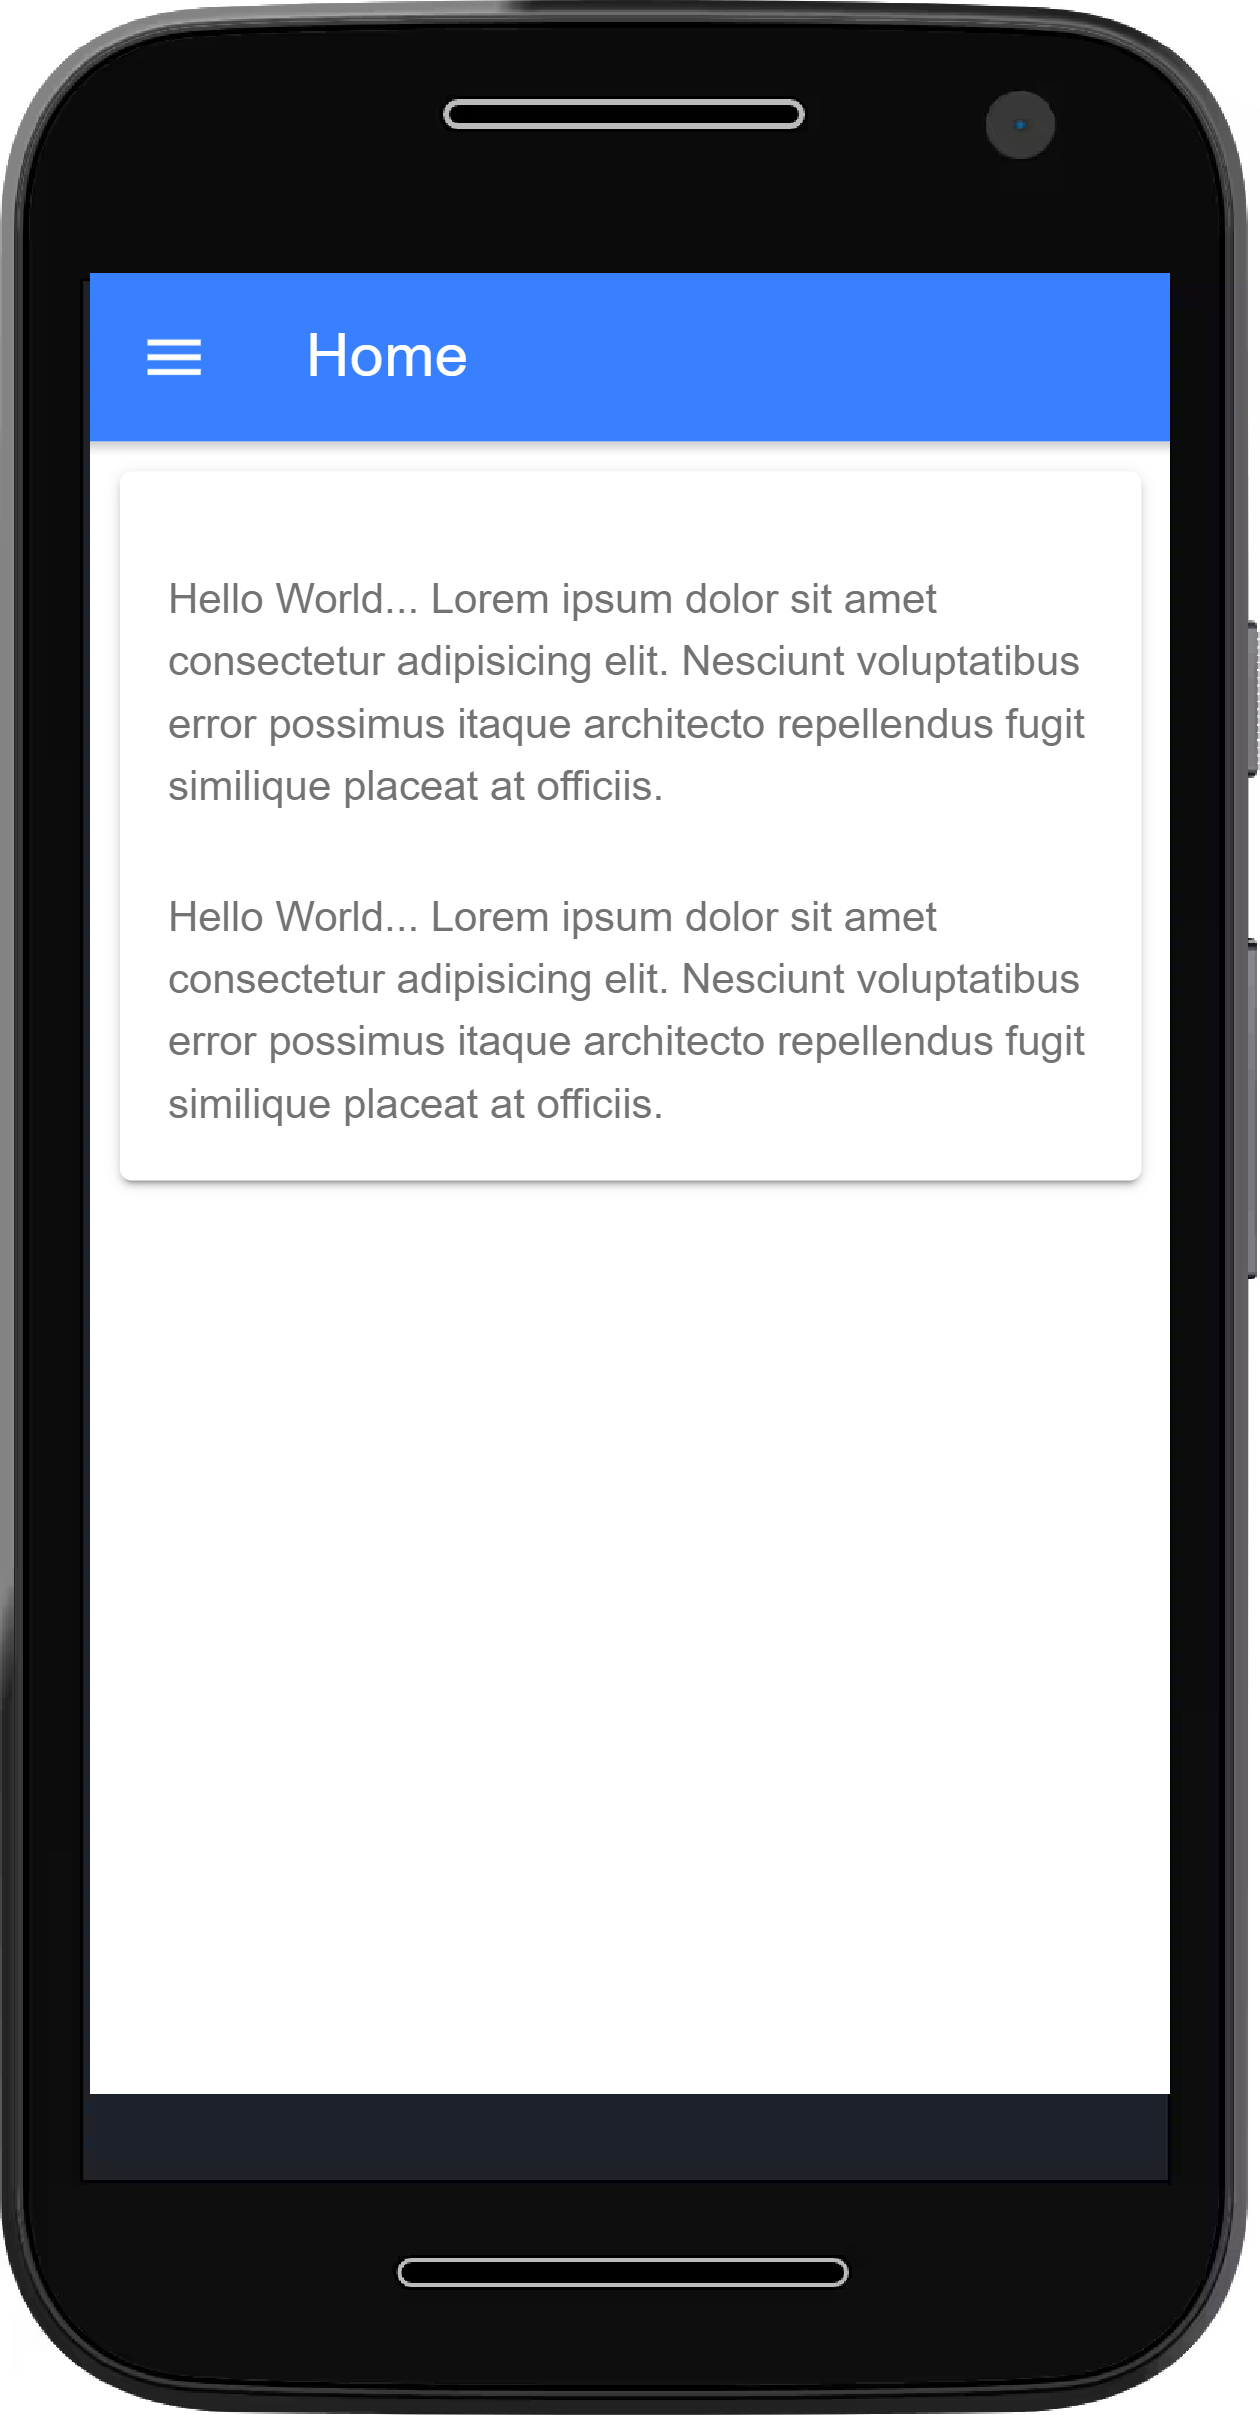 Home
Hello World... Lorem ipsum dolor sit amet
consectetur adipisicing elit. Nesciunt voluptatibus
error possimus itaque architecto repellendus fugit
similique placeat at officiis.
Hello World... Lorem ipsum dolor sit amet
consectetur adipisicing elit. Nesciunt voluptatibus
error possimus itaque architecto repellendus fugit
similique placeat at officiis.